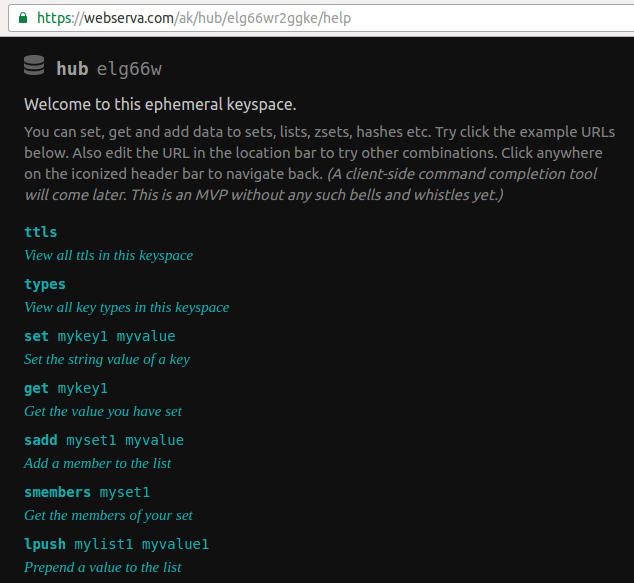 https://webserva.com/ak/hub/elg66wr2ggke/help
hub elg66w
Welcome to this ephemeral keyspace.
You can set, get and add data to sets, lists, zsets, hashes etc. Try click the example URLs
below. Also edit the URL in the location bar to try other combinations. Click anywhere
on the iconized header bar to navigate back. (A client-side command completion tool
will come later. This is an MVP without any such bells and whistles yet.)
ttls
View all ttls in this keyspace
types
View all key types in this keyspace
set mykey1 myvalue
Set the string value of a key
get mykey1
Get the value you have set
sadd myset1 myvalue
Add a member to the list
smembers myset1
Get the members of your set
lpush mylist1 myvalue1
Prepend a value to the list